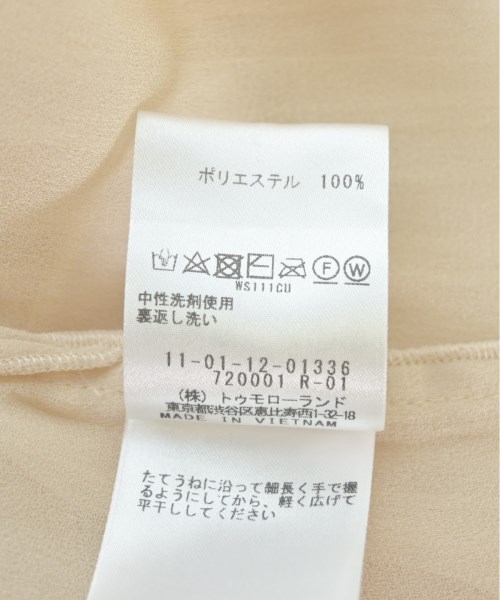 ポリエステル 100%
F W
WS111CU
中性洗剤使用
裏返し洗い
11-01-12-01336
720001 R-01
(株) トゥモローランド
東京都渋谷区恵比寿西1-32-18
MADE IN VIETNAM
たてうねに沿って細長く手で握
るようにしてから、軽く広げて
平干ししてください